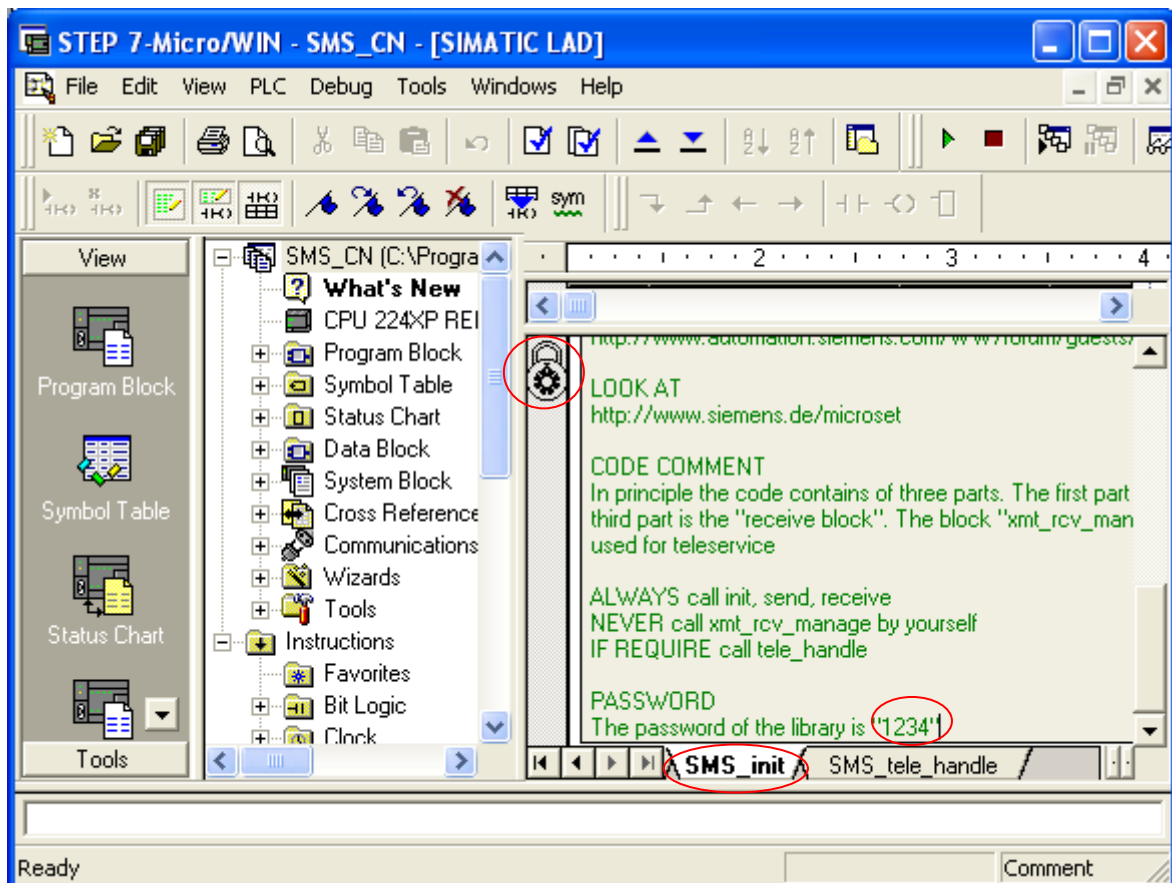 STEP 7-Micro/WIN - SMS_CN - [SIMATIC LAD]
File Edit View PLC Debug Tools Windows Help
sym
View
Program Block
Symbol Table
Status Chart
Tools
SMS_CN (C:\Progra
What's New
CPU 224XP REI
Program Block
Symbol Table
Status Chart
Data Block
System Block
Cross Reference
Communications
Wizards
Tools
Instructions
Favorites
Bit Logic
Clock
2 3 4
LOOK AT
http://www.siemens.de/microset
CODE COMMENT
In principle the code contains of three parts. The first part
third part is the "receive block". The block "xmt_rcv_man
used for teleservice
ALWAYS call init, send, receive
NEVER call xmt_rcv_manage by yourself
IF REQUIRE call tele_handle
PASSWORD
The password of the library is "1234"
SMS_init SMS_tele_handle
Ready
Comment